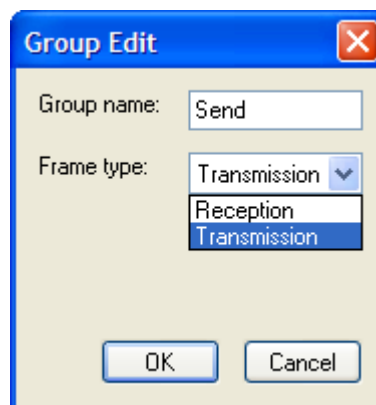 Group Edit
Group name: Send
Frame type: Transmission
Reception
Transmission
OK Cancel